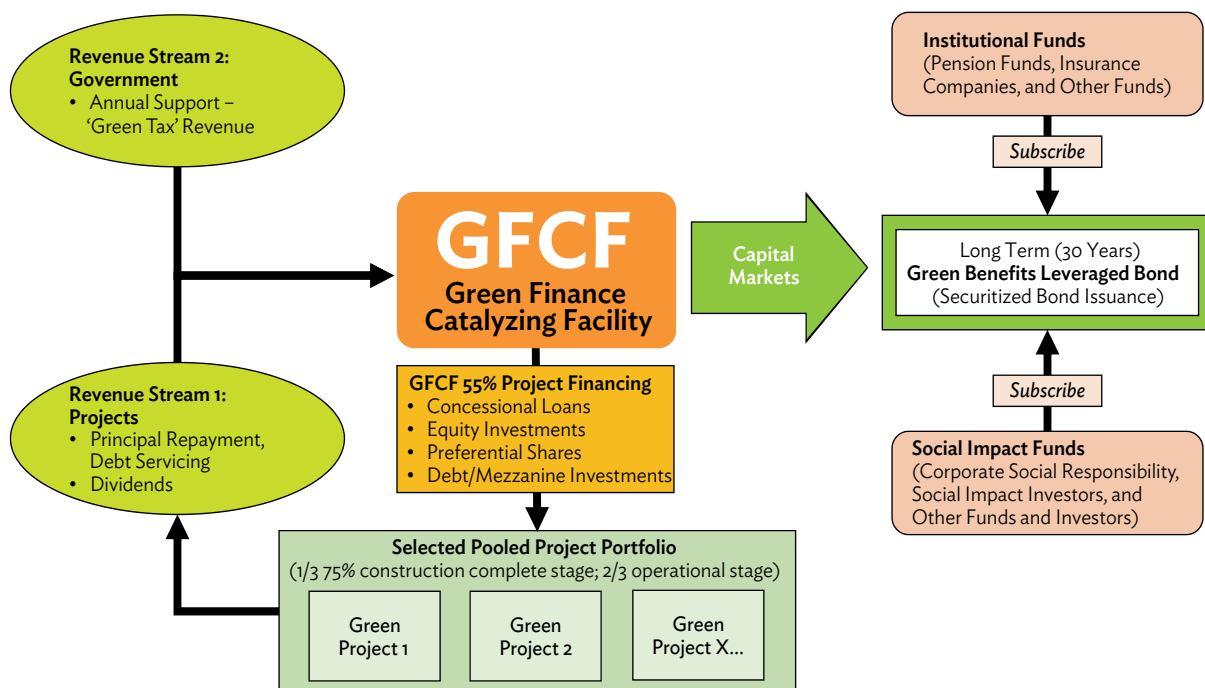 Revenue Stream 2:
Government
• Annual Support –
‘Green Tax’ Revenue
Revenue Stream 1:
Projects
• Principal Repayment,
Debt Servicing
• Dividends
GFCF
Green Finance
Catalyzing Facility
GFCF 55% Project Financing
• Concessional Loans
• Equity Investments
• Preferential Shares
• Debt/Mezzanine Investments
Selected Pooled Project Portfolio
(1/3 75% construction complete stage; 2/3 operational stage)
Green
Project 1
Green
Project 2
Green
Project X...
Capital
Markets
Institutional Funds
(Pension Funds, Insurance
Companies, and Other Funds)
Subscribe
Long Term (30 Years)
Green Benefits Leveraged Bond
(Securitized Bond Issuance)
Subscribe
Social Impact Funds
(Corporate Social Responsibility,
Social Impact Investors, and
Other Funds and Investors)